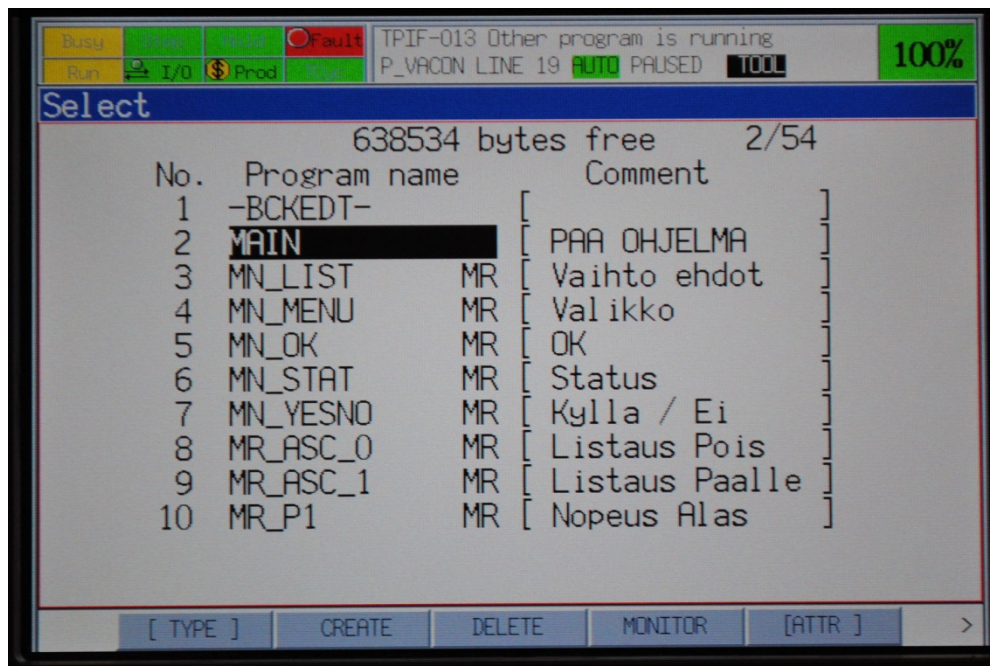 Busy Step Hold Fault TPIF-013 Other program is running
Run I/O Prod P_VACON LINE 19 AUTO PAUSED TOOL 100%
Select
638534 bytes free 2/54
No. Program name Comment
1 -BCKEDT- [ ]
2 MAIN [ PAA OHJELMA ]
3 MN_LIST MR [ Vaihto ehdot ]
4 MN_MENU MR [ Valikko ]
5 MN_OK MR [ OK ]
6 MN_STAT MR [ Status ]
7 MN_YESNO MR [ Kylla / Ei ]
8 MR_ASC_0 MR [ Listaus Pois ]
9 MR_ASC_1 MR [ Listaus Paalle ]
10 MR_P1 MR [ Nopeus Alas ]
[ TYPE ] CREATE DELETE MONITOR [ATTR ] >